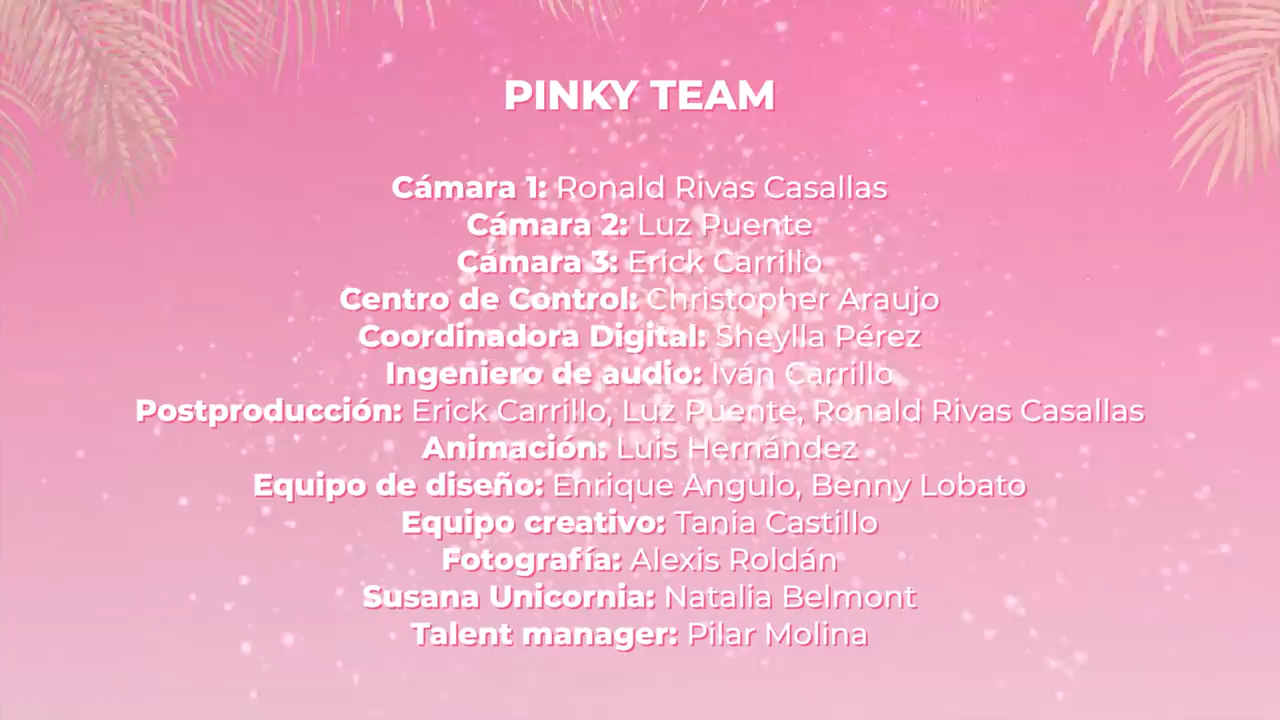 PINKY TEAM
Cámara 1: Ronald Rivas Casallas
Cámara 2: Luz Puente
Cámara 3: Erick Carrillo
Centro de Control: Christopher Araujo
Coordinadora Digital: Sheylla Pérez
Ingeniero de audio: Iván Carrillo
Postproducción: Erick Carrillo, Luz Puente, Ronald Rivas Casallas
Animación: Luis Hernández
Equipo de diseño: Enrique Angulo, Benny Lobato
Equipo creativo: Tania Castillo
Fotografía: Alexis Roldán
Susana Unicornia: Natalia Belmont
Talent manager: Pilar Molina